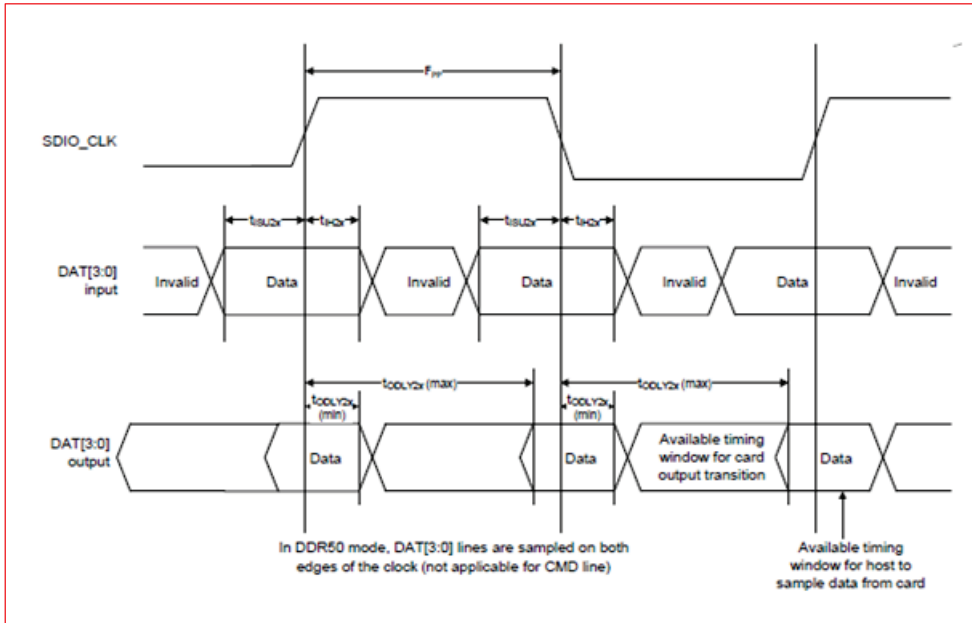 FPP
SDIO_CLK
tISU2x tIH2x tISU2x tIH2x
DAT[3:0]
input
Invalid Data Invalid Data Invalid Data Invalid
tODLY2x (max) tODLY2x (max)
tODLY2x
(min)
tODLY2x
(min)
DAT[3:0]
output
Data Data Data
Available timing
window for card
output transition
In DDR50 mode, DAT[3:0] lines are sampled on both
edges of the clock (not applicable for CMD line)
Available timing
window for host to
sample data from card